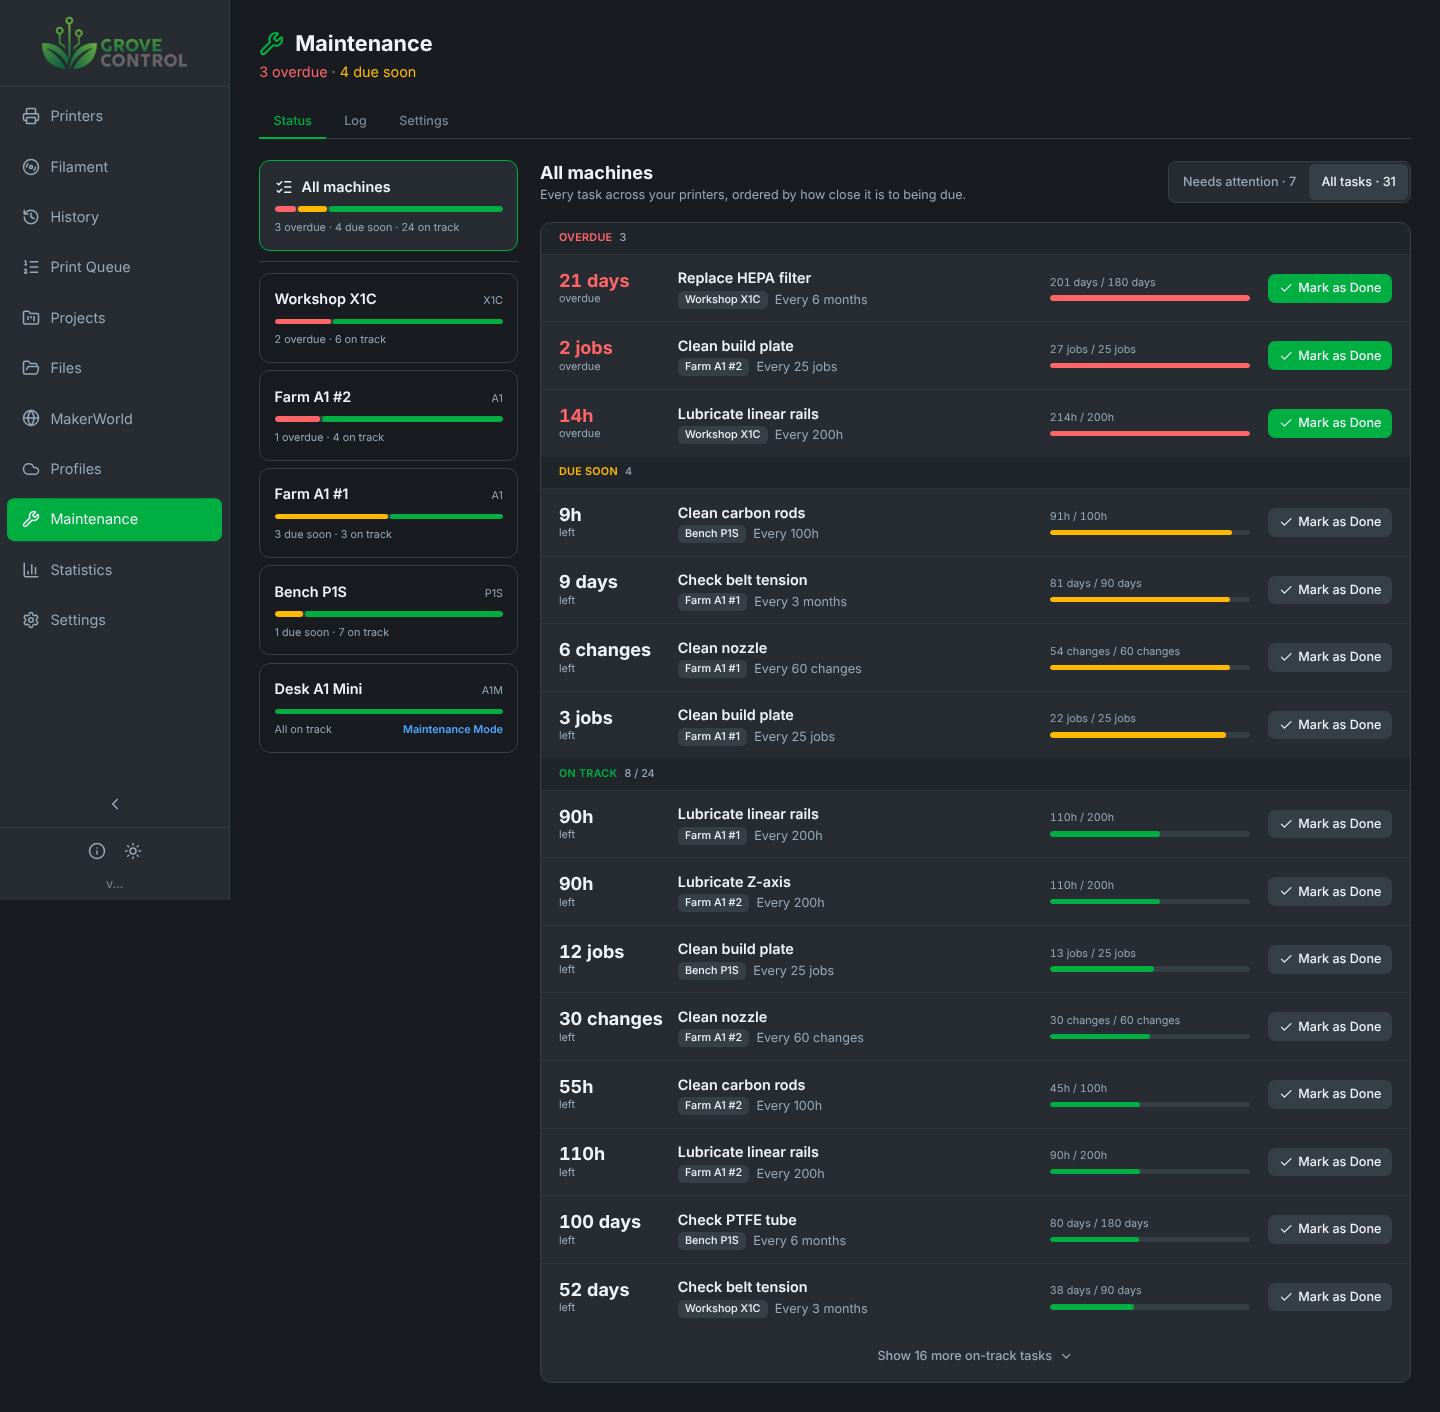 GROVE
CONTROL
Printers
Filament
History
Print Queue
Projects
Files
MakerWorld
Profiles
Maintenance
Statistics
Settings
v...
Maintenance
3 overdue · 4 due soon
Status Log Settings
All machines
3 overdue · 4 due soon · 24 on track
Workshop X1C X1C
2 overdue · 6 on track
Farm A1 #2 A1
1 overdue · 4 on track
Farm A1 #1 A1
3 due soon · 3 on track
Bench P1S P1S
1 due soon · 7 on track
Desk A1 Mini A1M
All on track Maintenance Mode
All machines
Every task across your printers, ordered by how close it is to being due.
Needs attention · 7 All tasks · 31
OVERDUE 3
21 days
overdue
Replace HEPA filter
Workshop X1C Every 6 months
201 days / 180 days
Mark as Done
2 jobs
overdue
Clean build plate
Farm A1 #2 Every 25 jobs
27 jobs / 25 jobs
Mark as Done
14h
overdue
Lubricate linear rails
Workshop X1C Every 200h
214h / 200h
Mark as Done
DUE SOON 4
9h
left
Clean carbon rods
Bench P1S Every 100h
91h / 100h
Mark as Done
9 days
left
Check belt tension
Farm A1 #1 Every 3 months
81 days / 90 days
Mark as Done
6 changes
left
Clean nozzle
Farm A1 #1 Every 60 changes
54 changes / 60 changes
Mark as Done
3 jobs
left
Clean build plate
Farm A1 #1 Every 25 jobs
22 jobs / 25 jobs
Mark as Done
ON TRACK 8 / 24
90h
left
Lubricate linear rails
Farm A1 #1 Every 200h
110h / 200h
Mark as Done
90h
left
Lubricate Z-axis
Farm A1 #2 Every 200h
110h / 200h
Mark as Done
12 jobs
left
Clean build plate
Bench P1S Every 25 jobs
13 jobs / 25 jobs
Mark as Done
30 changes
left
Clean nozzle
Farm A1 #2 Every 60 changes
30 changes / 60 changes
Mark as Done
55h
left
Clean carbon rods
Farm A1 #2 Every 100h
45h / 100h
Mark as Done
110h
left
Lubricate linear rails
Farm A1 #2 Every 200h
90h / 200h
Mark as Done
100 days
left
Check PTFE tube
Bench P1S Every 6 months
80 days / 180 days
Mark as Done
52 days
left
Check belt tension
Workshop X1C Every 3 months
38 days / 90 days
Mark as Done
Show 16 more on-track tasks